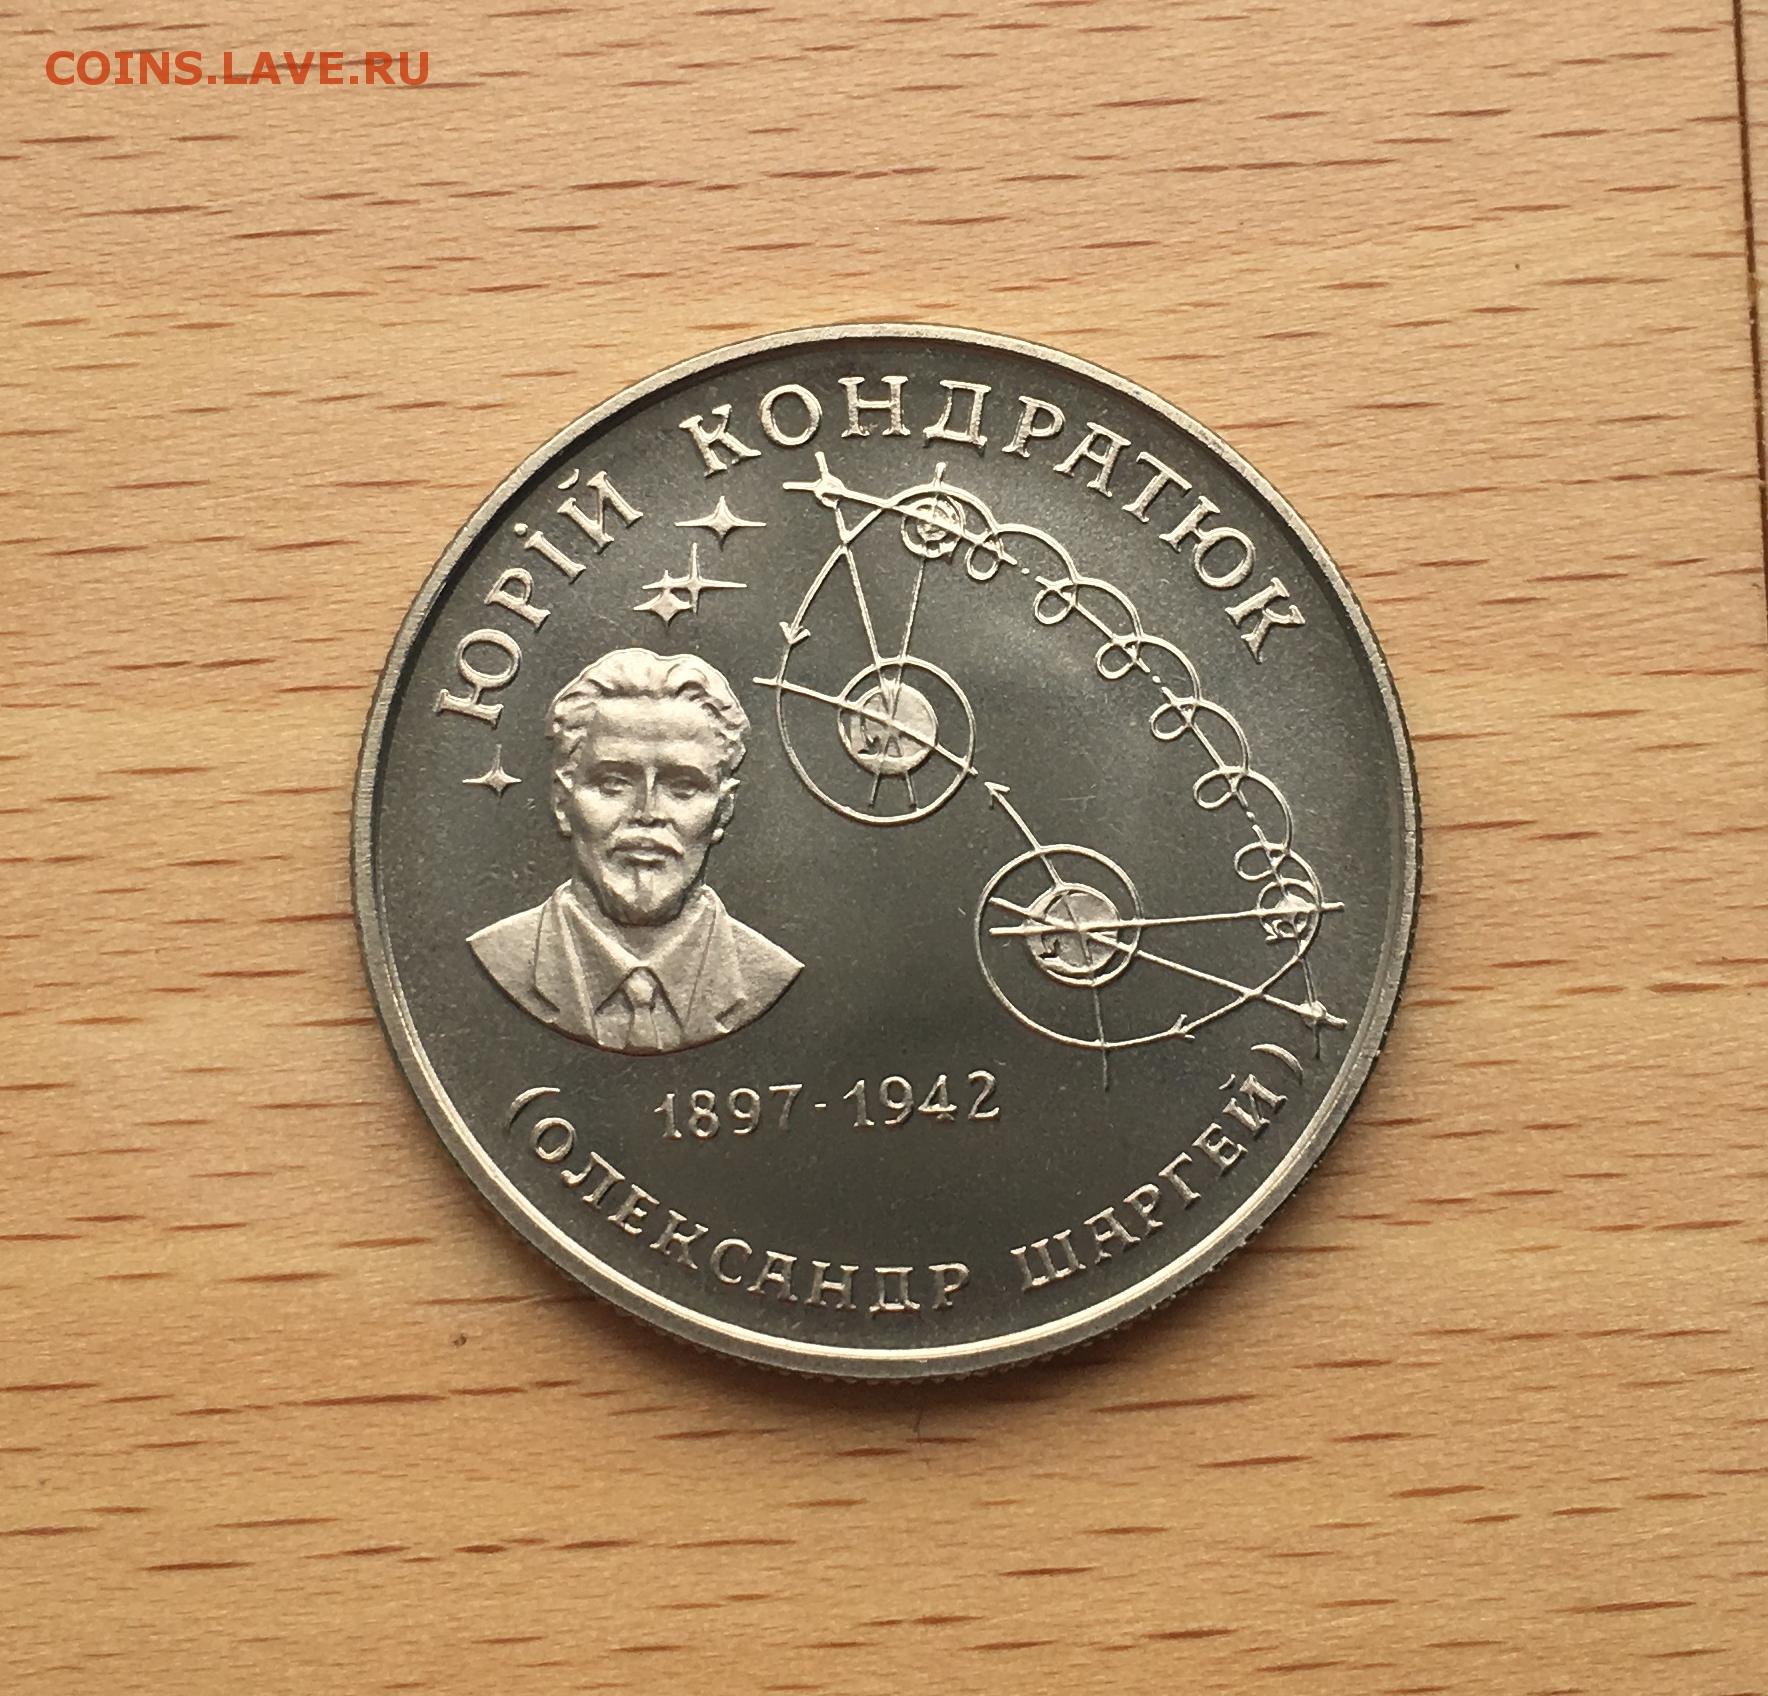 COINS.LAVE.RU
ЮРІЙ КОНДРАТЮК
1897-1942
(ОЛЕКСАНДР ШАРГЕЙ)